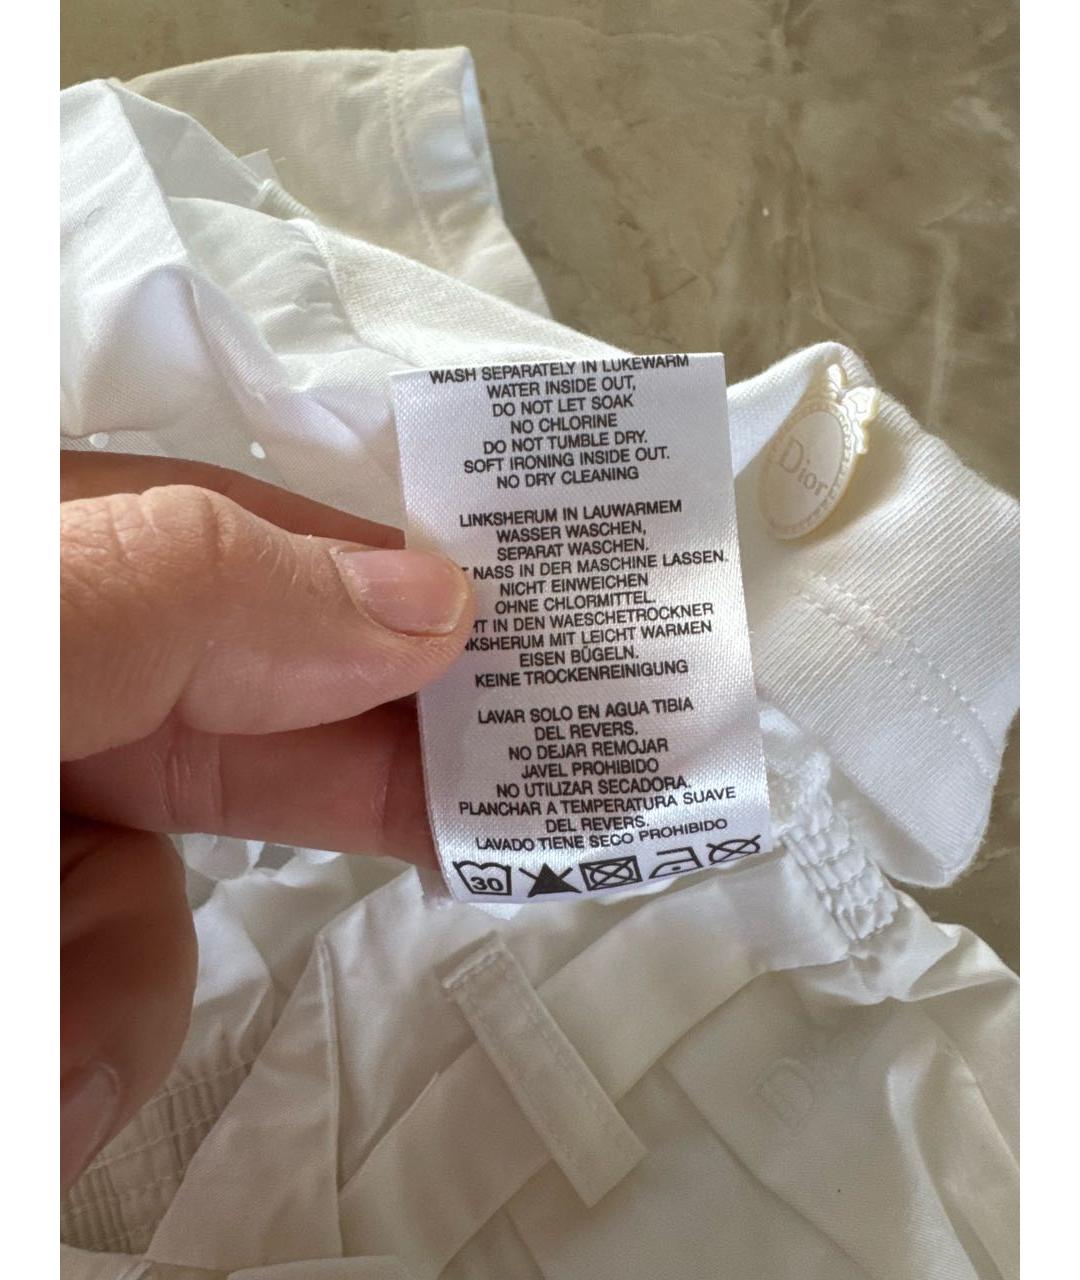 WASH SEPARATELY IN LUKEWARM
WATER INSIDE OUT,
DO NOT LET SOAK
NO CHLORINE
DO NOT TUMBLE DRY.
SOFT IRONING INSIDE OUT.
NO DRY CLEANING
LINKSHERUM IN LAUWARMEM
WASSER WASCHEN,
SEPARAT WASCHEN.
NASS IN DER MASCHINE LASSEN.
NICHT EINWEICHEN
OHNE CHLORMITTEL.
IN DEN WAESCHETROCKNER
MIT LEICHT WARMEN
EISEN BÜGELN.
KEINE TROCKENREINIGUNG
LAVAR SOLO EN AGUA TIBIA
DEL REVERS.
NO DEJAR REMOJAR
JAVEL PROHIBIDO
NO UTILIZAR SECADORA.
PLANCHAR A TEMPERATURA SUAVE
DEL REVERS.
LAVADO TIENE SECO PROHIBIDO
30
Dior
Dior